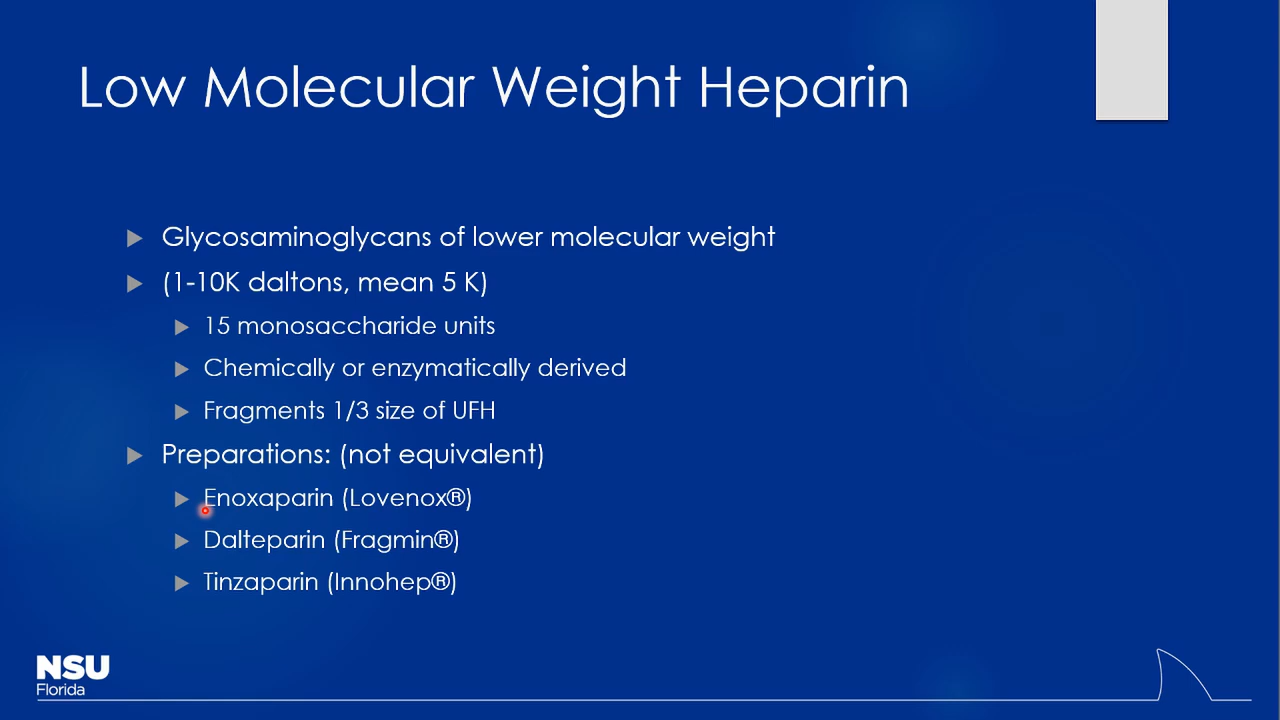 Low Molecular Weight Heparin
Glycosaminoglycans of lower molecular weight
(1-10K daltons, mean 5 K)
15 monosaccharide units
Chemically or enzymatically derived
Fragments 1/3 size of UFH
Preparations: (not equivalent)
Enoxaparin (Lovenox®)
Dalteparin (Fragmin®)
Tinzaparin (Innohep®)
NSU
Florida